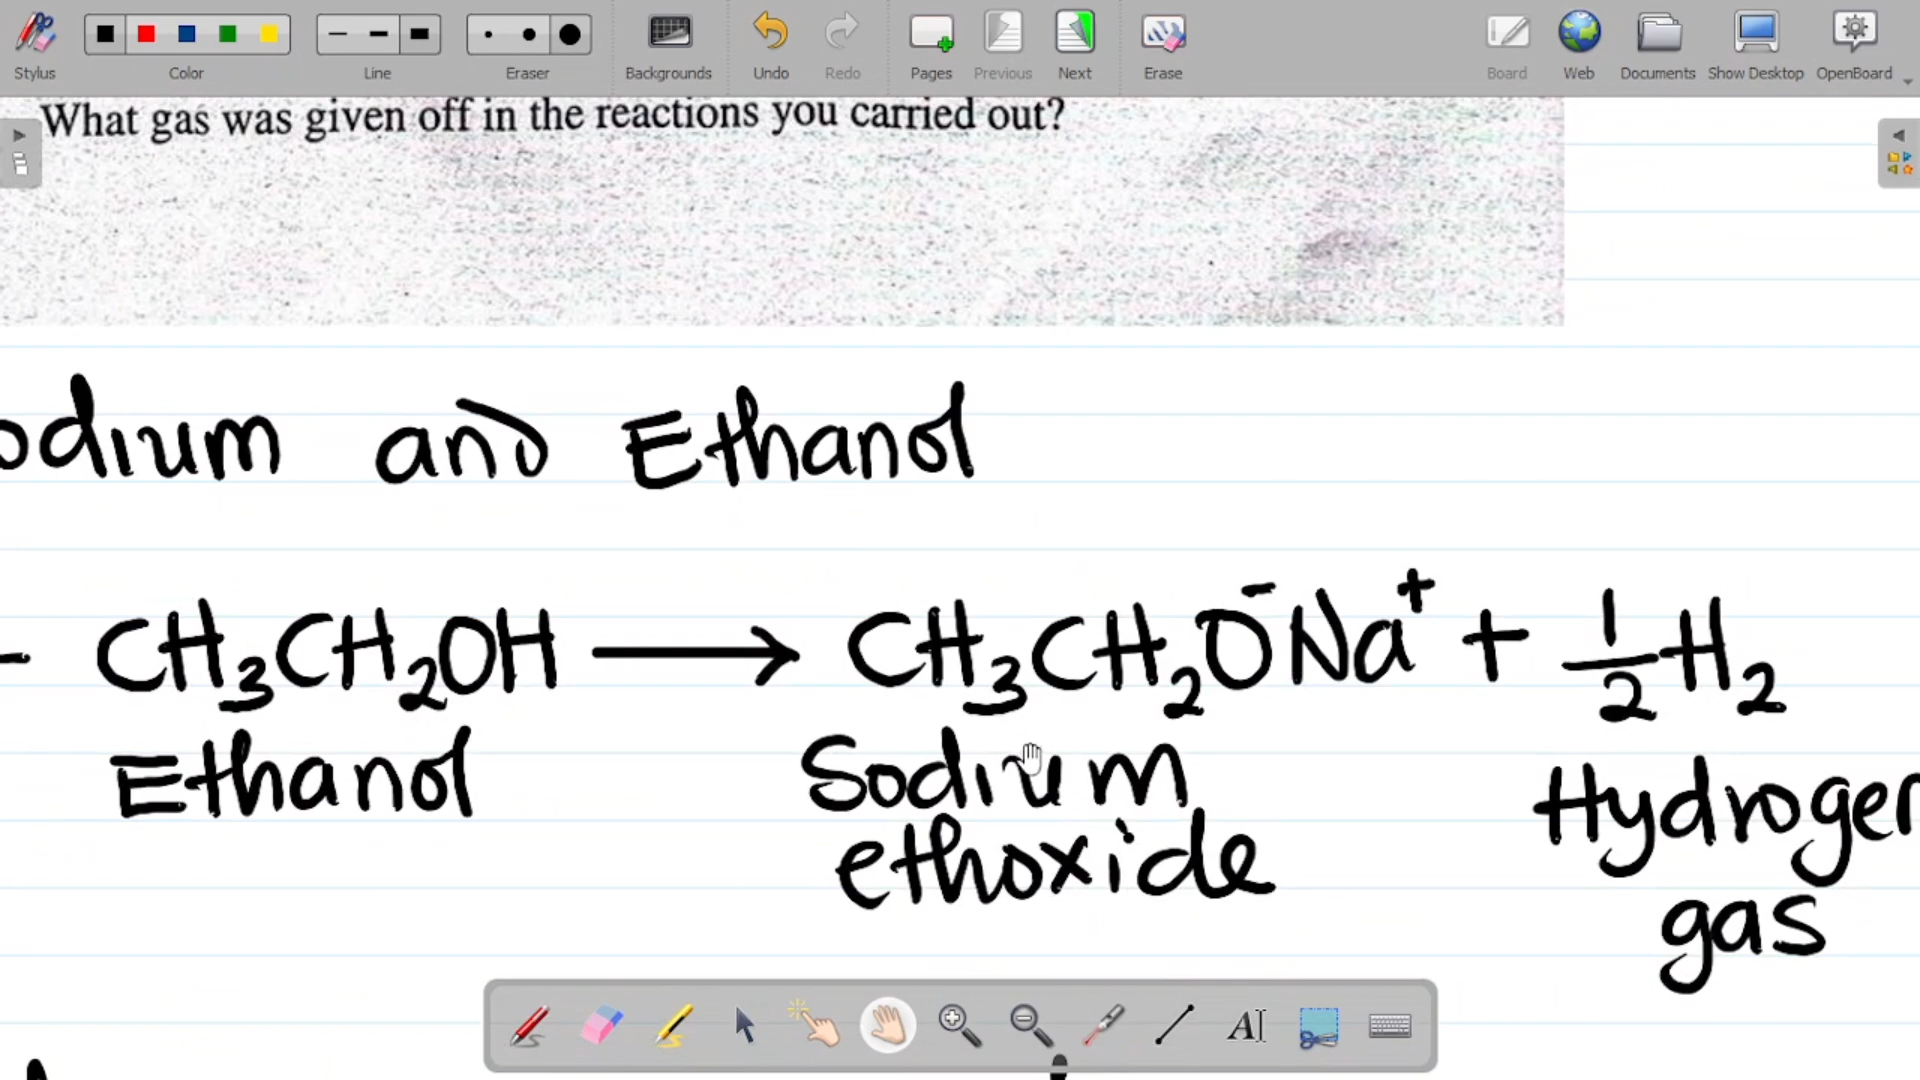 Stylus Color Line Eraser Backgrounds Undo Redo Pages Previous Next Erase Board Web Documents Show Desktop OpenBoard
What gas was given off in the reactions you carried out?
odium and Ethanol
CH₃CH₂OH ⟶ CH₃CH₂O⁻Na⁺ + ½H₂
Ethanol Sodium ethoxide Hydrogen gas